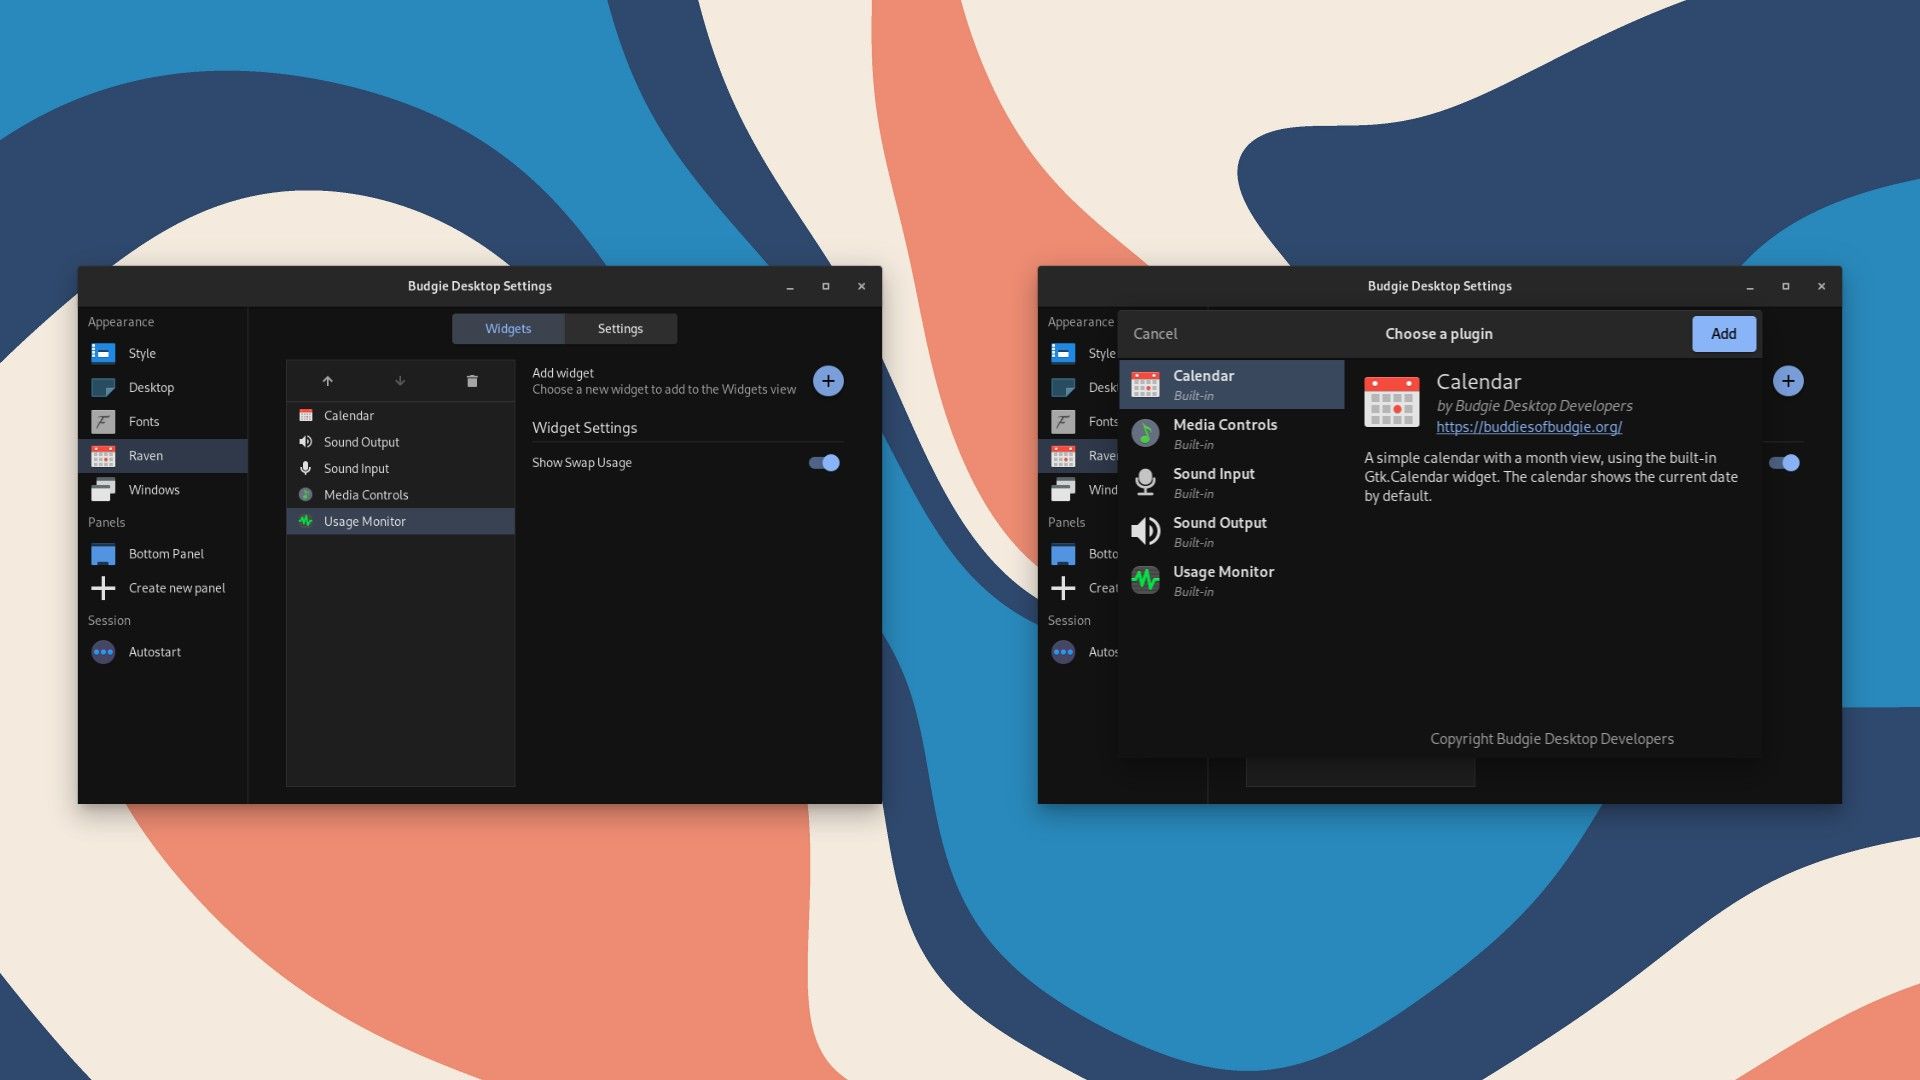 Budgie Desktop Settings
Appearance
Style
Desktop
Fonts
Raven
Windows
Panels
Bottom Panel
Create new panel
Session
Autostart
Widgets
Settings
Calendar
Sound Output
Sound Input
Media Controls
Usage Monitor
Add widget
Choose a new widget to add to the Widgets view
Widget Settings
Show Swap Usage
Budgie Desktop Settings
Appearance
Style
Deskt
Fonts
Rave
Wind
Panels
Botto
Creat
Session
Autos
Cancel
Choose a plugin
Add
Calendar
Built-in
Media Controls
Built-in
Sound Input
Built-in
Sound Output
Built-in
Usage Monitor
Built-in
Calendar
by Budgie Desktop Developers
https://buddiesofbudgie.org/
A simple calendar with a month view, using the built-in
Gtk.Calendar widget. The calendar shows the current date
by default.
Copyright Budgie Desktop Developers